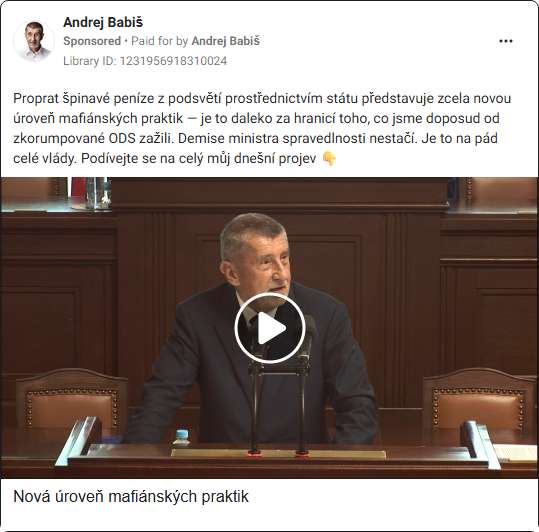 Andrej Babiš
Sponsored • Paid for by Andrej Babiš
Library ID: 1231956918310024
Proprat špinavé peníze z podsvětí prostřednictvím státu představuje zcela novou
úroveň mafiánských praktik — je to daleko za hranicí toho, co jsme doposud od
zkorumpované ODS zažili. Demise ministra spravedlnosti nestačí. Je to na pád
celé vlády. Podívejte se na celý můj dnešní projev 👇
Nová úroveň mafiánských praktik